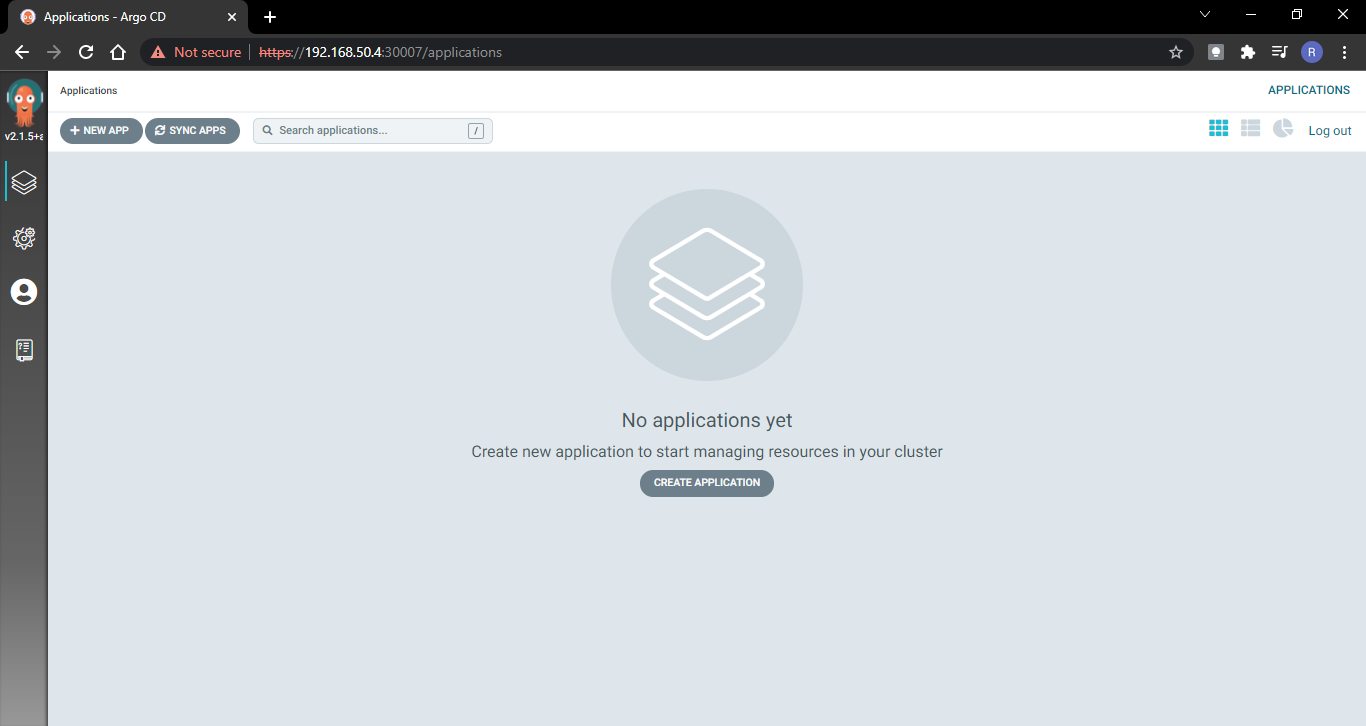 Applications - Argo CD
Not secure https://192.168.50.4:30007/applications
R
v2.1.5+a
Applications
APPLICATIONS
NEW APP
SYNC APPS
Search applications...
/
Log out
No applications yet
Create new application to start managing resources in your cluster
CREATE APPLICATION